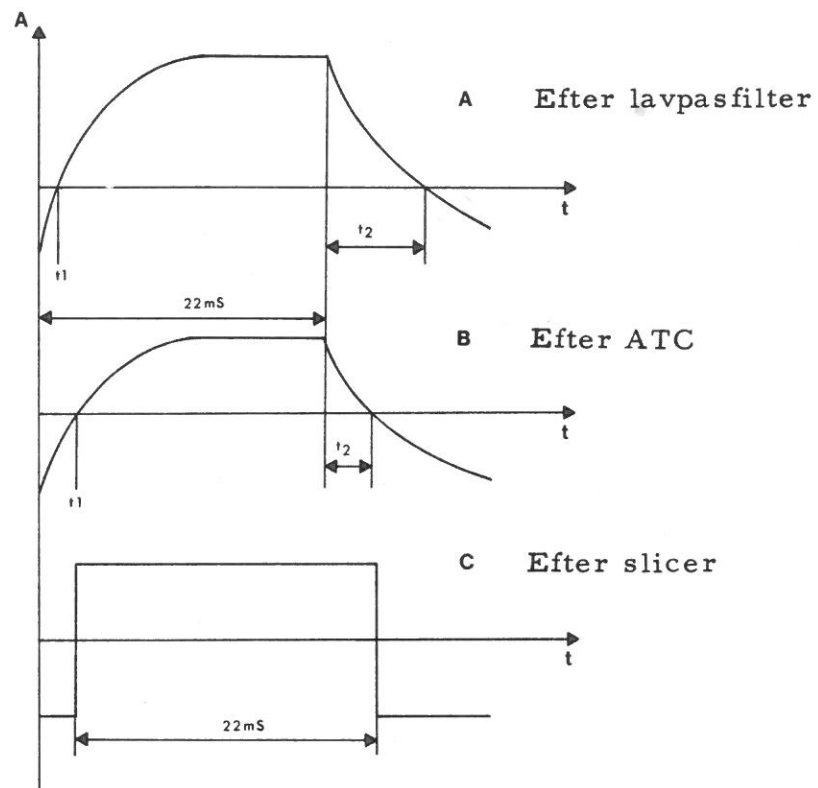 A
A Efter lavpasfilter
t
t2
t1
22mS
B Efter ATC
t
t2
t1
C Efter slicer
t
22mS